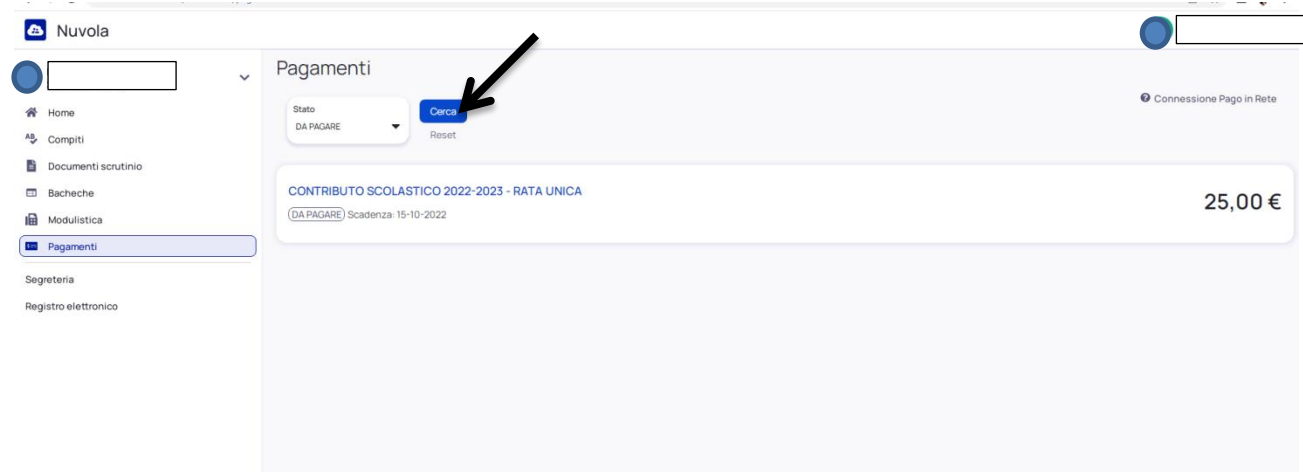 Nuvola
Home
Compiti
Documenti scrutinio
Bacheche
Modulistica
Pagamenti
Segreteria
Registro elettronico
Pagamenti
Connessione Pago in Rete
Stato
DA PAGARE
Cerca
Reset
CONTRIBUTO SCOLASTICO 2022-2023 - RATA UNICA
DA PAGARE Scadenza: 15-10-2022
25,00 €